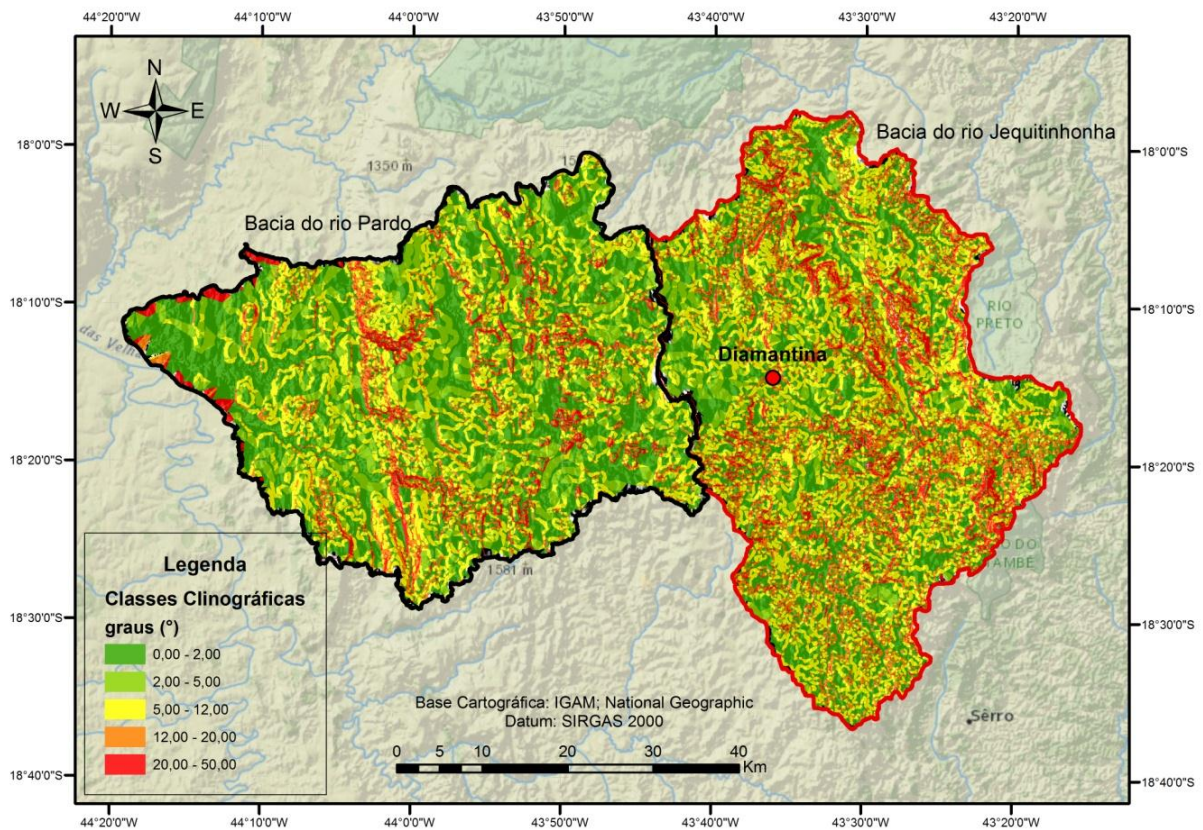 44°20'0"W 44°10'0"W 44°0'0"W 43°50'0"W 43°40'0"W 43°30'0"W 43°20'0"W
N
W E
S
18°0'0"S
18°0'0"S
1350 m
Bacia do rio Jequitinhonha
Bacia do rio Pardo
18°10'0"S
18°10'0"S
RIO
PRETO
das Velha
Diamantina
18°20'0"S
18°20'0"S
1581 m
DO
AMBÉ
Legenda
Classes Clinográficas
graus (°)
0,00 - 2,00
2,00 - 5,00
5,00 - 12,00
12,00 - 20,00
20,00 - 50,00
18°30'0"S
18°30'0"S
Base Cartográfica: IGAM; National Geographic
Datum: SIRGAS 2000
Sêrro
0 5 10 20 30 40
Km
18°40'0"S
18°40'0"S
44°20'0"W 44°10'0"W 44°0'0"W 43°50'0"W 43°40'0"W 43°30'0"W 43°20'0"W